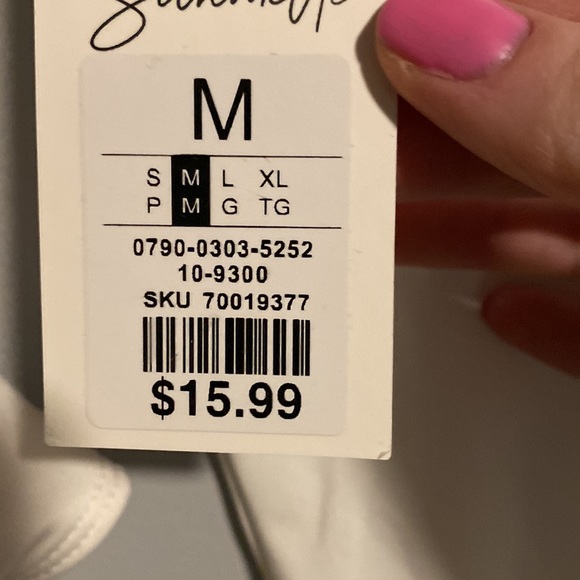 M
S M L XL
P M G TG
0790-0303-5252
10-9300
SKU 70019377
$15.99